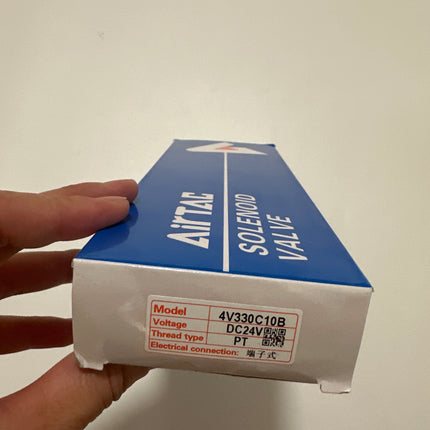 AirTAC
SOLENOID
VALVE
Model 4V330C10B
Voltage DC24V
Thread type PT
Electrical connection: 端子式